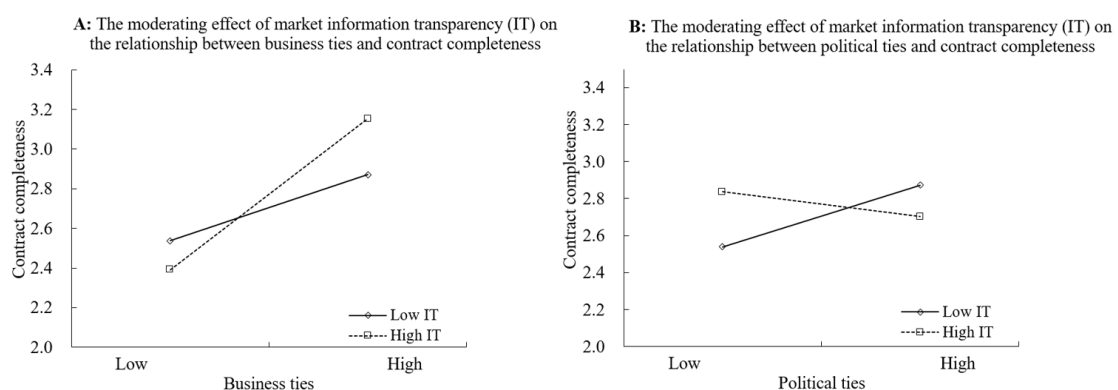 A: The moderating effect of market information transparency (IT) on
the relationship between business ties and contract completeness
3.4
3.2
3.0
2.8
2.6
2.4
2.2
2.0
Contract completeness
Low
High
Business ties
Low IT
High IT
B: The moderating effect of market information transparency (IT) on
the relationship between political ties and contract completeness
3.4
3.2
3.0
2.8
2.6
2.4
2.2
2.0
Contract completeness
Low
High
Political ties
Low IT
High IT